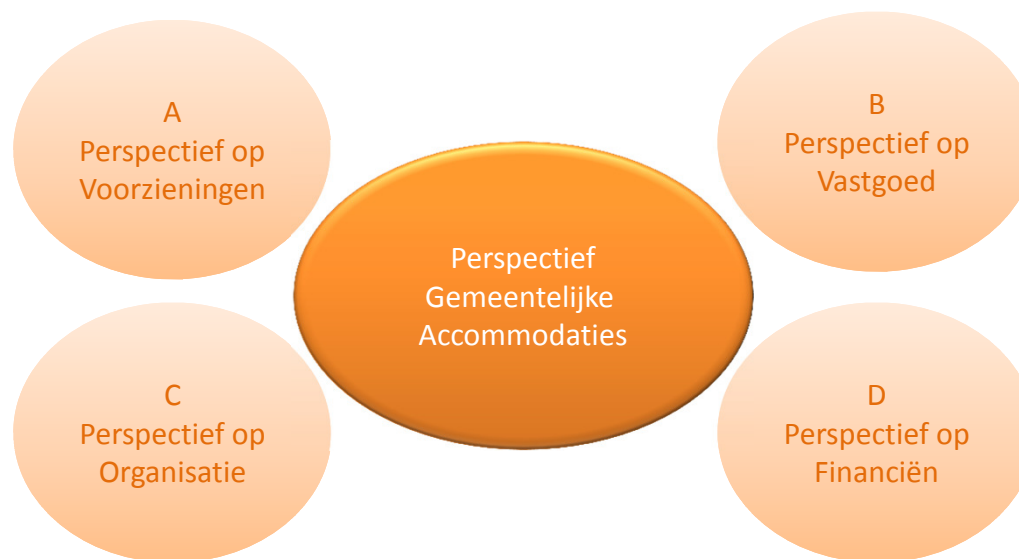 A
Perspectief op
Voorzieningen
B
Perspectief op
Vastgoed
Perspectief
Gemeentelijke
Accommodaties
C
Perspectief op
Organisatie
D
Perspectief op
Financiën